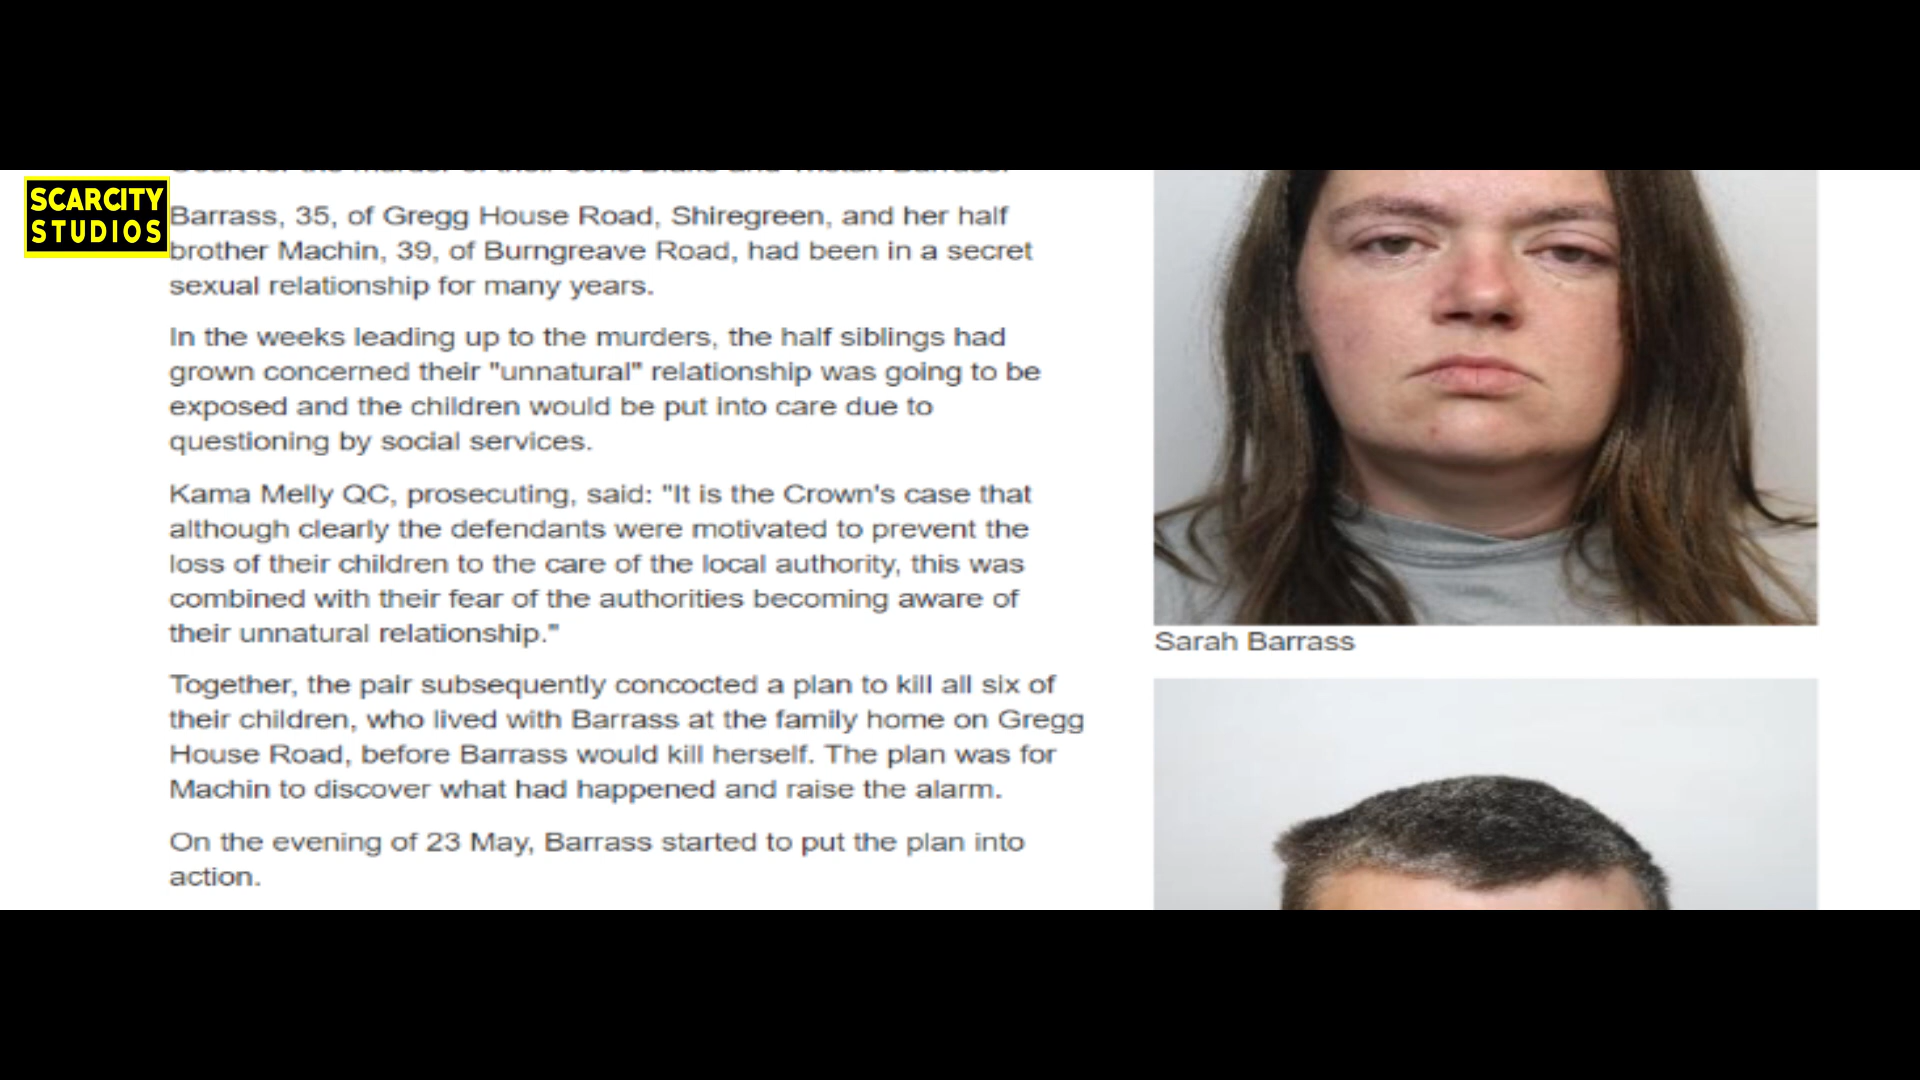 SCARCITY
STUDIOS
Barrass, 35, of Gregg House Road, Shiregreen, and her half
brother Machin, 39, of Burngreave Road, had been in a secret
sexual relationship for many years.
In the weeks leading up to the murders, the half siblings had
grown concerned their "unnatural" relationship was going to be
exposed and the children would be put into care due to
questioning by social services.
Kama Melly QC, prosecuting, said: "It is the Crown's case that
although clearly the defendants were motivated to prevent the
loss of their children to the care of the local authority, this was
combined with their fear of the authorities becoming aware of
their unnatural relationship."
Together, the pair subsequently concocted a plan to kill all six of
their children, who lived with Barrass at the family home on Gregg
House Road, before Barrass would kill herself. The plan was for
Machin to discover what had happened and raise the alarm.
On the evening of 23 May, Barrass started to put the plan into
action.
Sarah Barrass